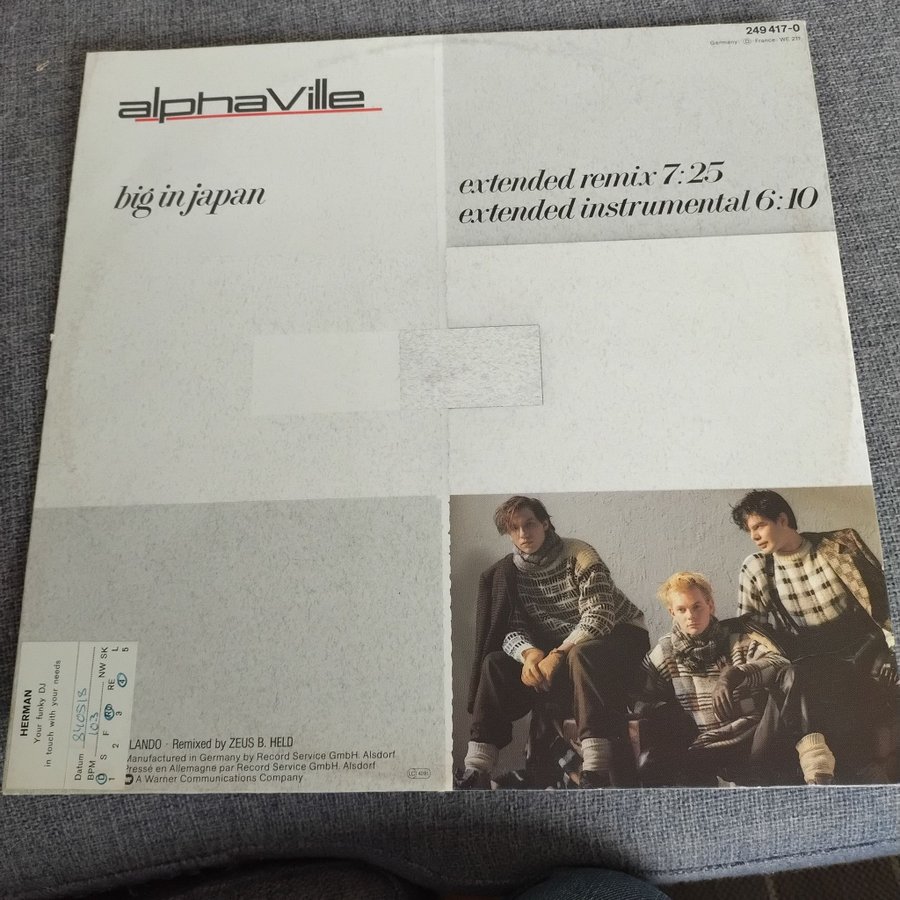 249 417-0
Germany: Ⓓ · France: WE 211
alphaVille
big in japan
extended remix 7:25
extended instrumental 6:10
HERMAN
Your funky DJ
in touch with your needs
Datum 840518
BPM 103
S F RE NW SK
1 2 3 4 5
LANDO · Remixed by ZEUS B. HELD
Manufactured in Germany by Record Service GmbH. Alsdorf
Pressé en Allemagne par Record Service GmbH. Alsdorf
A Warner Communications Company
LC 4281